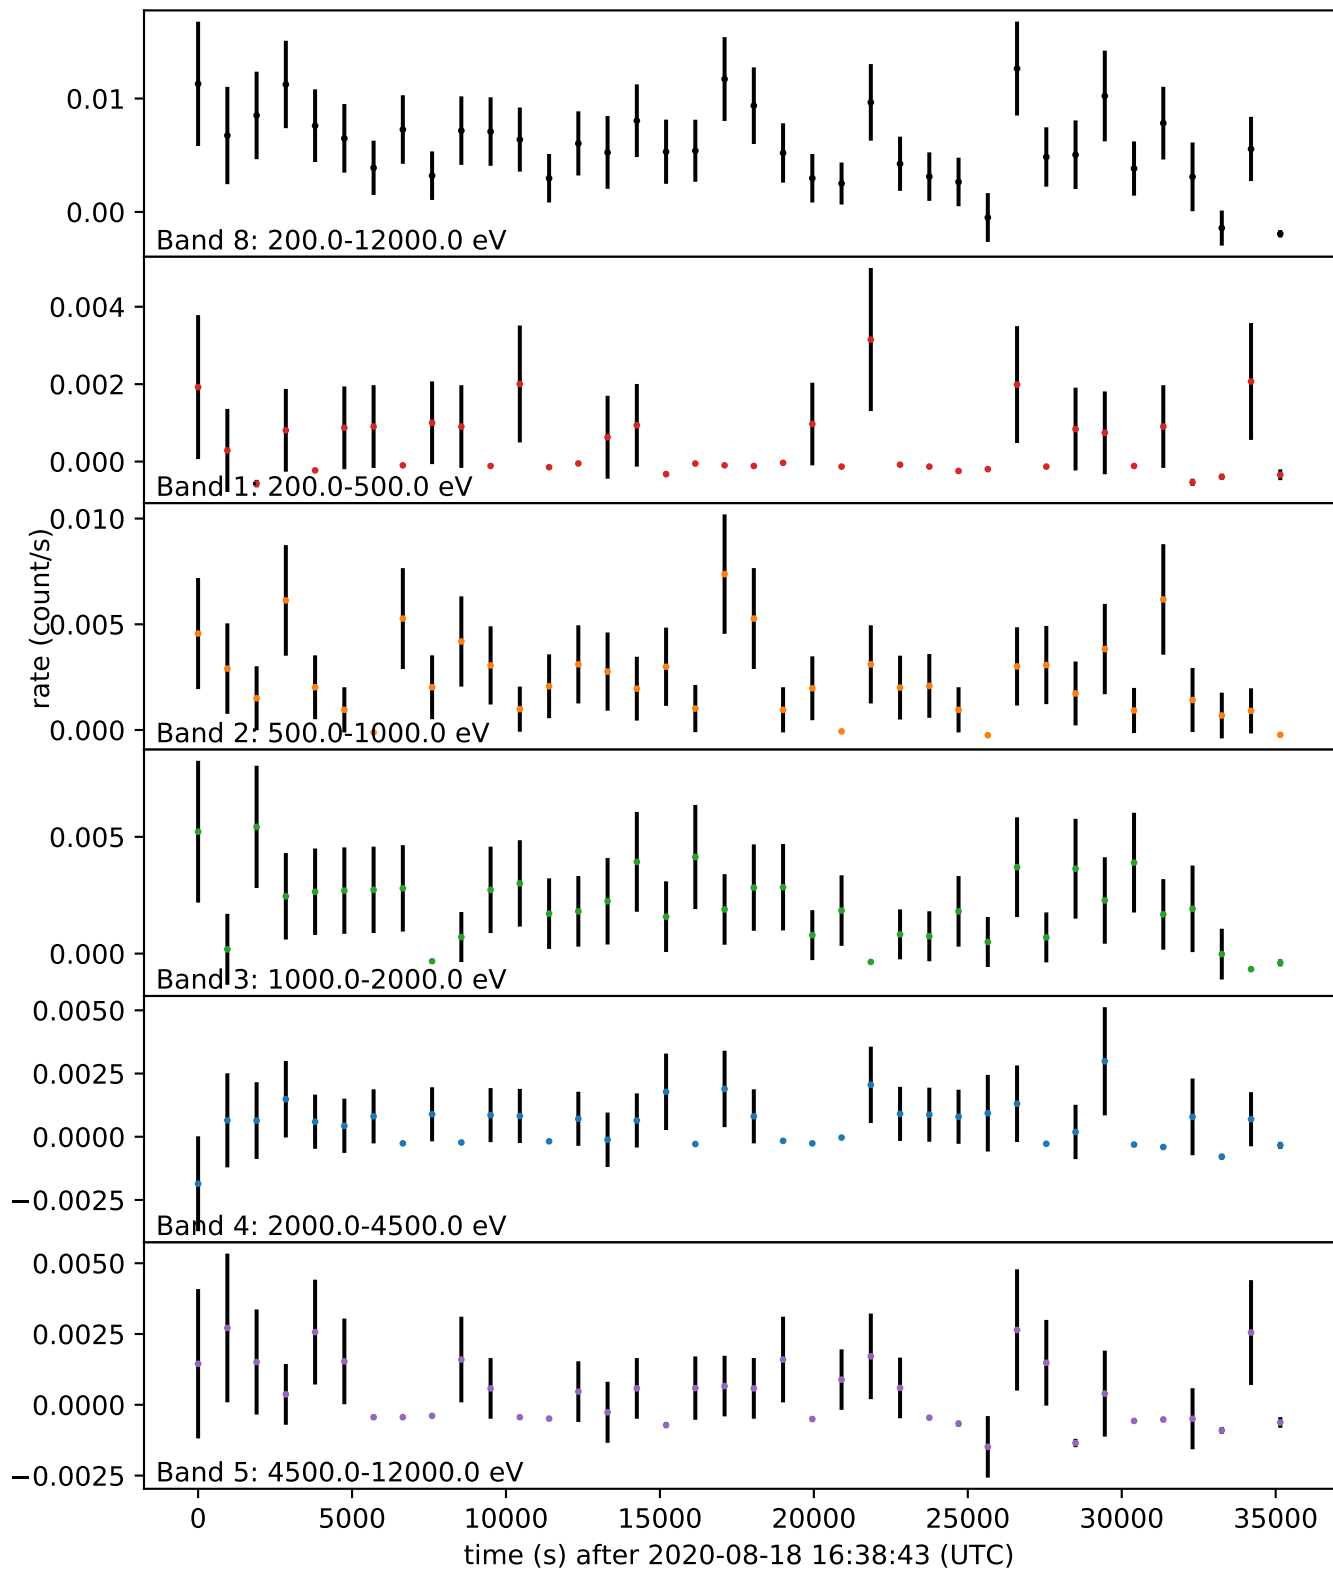 0.01
0.00
Band 8: 200.0-12000.0 eV
0.004
0.002
0.000
Band 1: 200.0-500.0 eV
rate (count/s)
0.010
0.005
0.000
Band 2: 500.0-1000.0 eV
0.005
0.000
Band 3: 1000.0-2000.0 eV
0.0050
0.0025
0.0000
−0.0025
Band 4: 2000.0-4500.0 eV
0.0050
0.0025
0.0000
−0.0025
Band 5: 4500.0-12000.0 eV
0 5000 10000 15000 20000 25000 30000 35000
time (s) after 2020-08-18 16:38:43 (UTC)